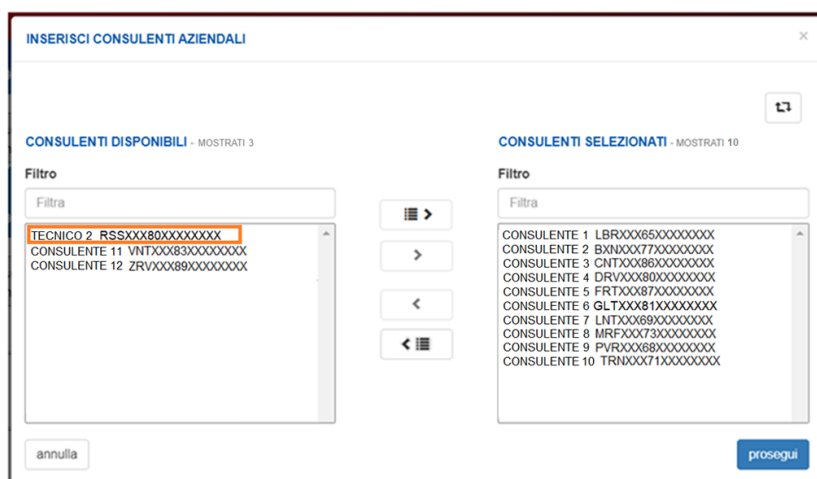 INSERISCI CONSULENTI AZIENDALI
×
CONSULENTI DISPONIBILI - MOSTRATI 3
Filtro
Filtra
TECNICO 2 RSSXXX80XXXXXXXX
CONSULENTE 11 VNTXXX83XXXXXXXX
CONSULENTE 12 ZRVXXX89XXXXXXXX
CONSULENTI SELEZIONATI - MOSTRATI 10
Filtro
Filtra
CONSULENTE 1 LBRXXX65XXXXXXXX
CONSULENTE 2 BXNXXX77XXXXXXXX
CONSULENTE 3 CNTXXX86XXXXXXXX
CONSULENTE 4 DRVXXX80XXXXXXXX
CONSULENTE 5 FRTXXX87XXXXXXXX
CONSULENTE 6 GLTXXX81XXXXXXXX
CONSULENTE 7 LNTXXX69XXXXXXXX
CONSULENTE 8 MRFXXX73XXXXXXXX
CONSULENTE 9 PVRXXX68XXXXXXXX
CONSULENTE 10 TRNXXX71XXXXXXXX
annulla
prosegui